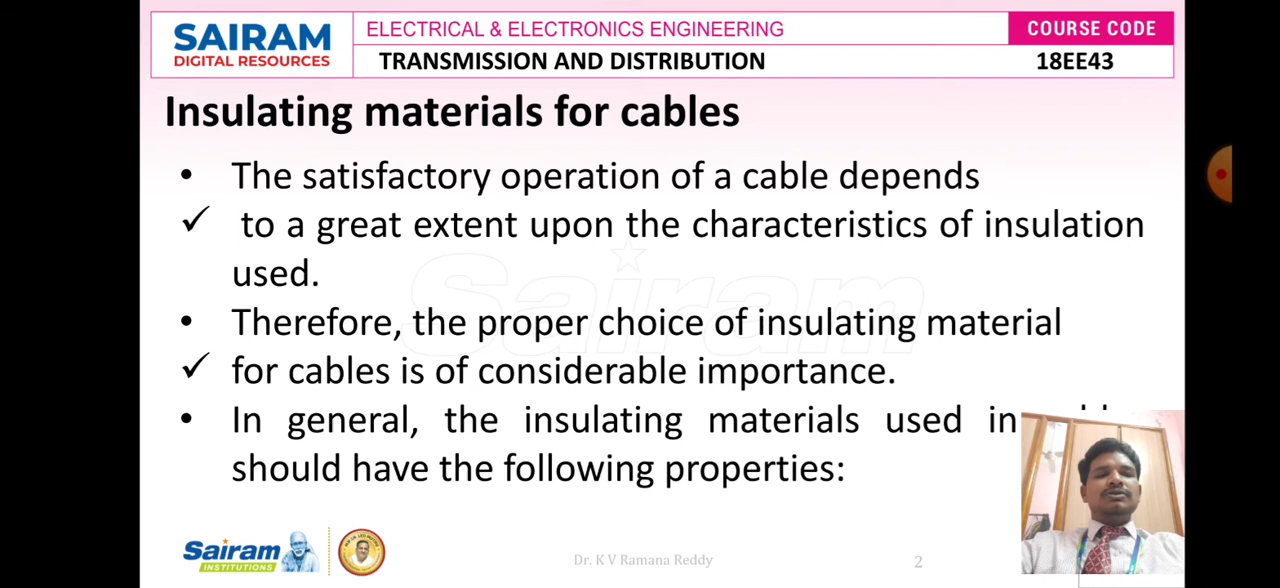 SAIRAM
DIGITAL RESOURCES
ELECTRICAL & ELECTRONICS ENGINEERING
COURSE CODE
TRANSMISSION AND DISTRIBUTION
18EE43
Insulating materials for cables
• The satisfactory operation of a cable depends
✓ to a great extent upon the characteristics of insulation
used.
• Therefore, the proper choice of insulating material
✓ for cables is of considerable importance.
• In general, the insulating materials used in
should have the following properties:
Sairam
Sairam
INSTITUTIONS
Dr. K V Ramana Reddy
2